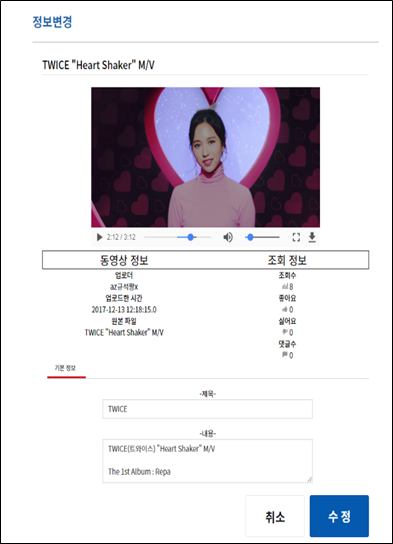 정보변경
TWICE "Heart Shaker" M/V
2:12 / 3:12
동영상 정보 조회 정보
업로더 조회수
az규석짱x 8
업로드한 시간 좋아요
2017-12-13 12:18:15.0 0
원본 파일 싫어요
TWICE "Heart Shaker" M/V 0
댓글수
0
기본 정보
-제목-
TWICE
-내용-
TWICE(트와이스) "Heart Shaker" M/V
The 1st Album : Repa
취소 수 정